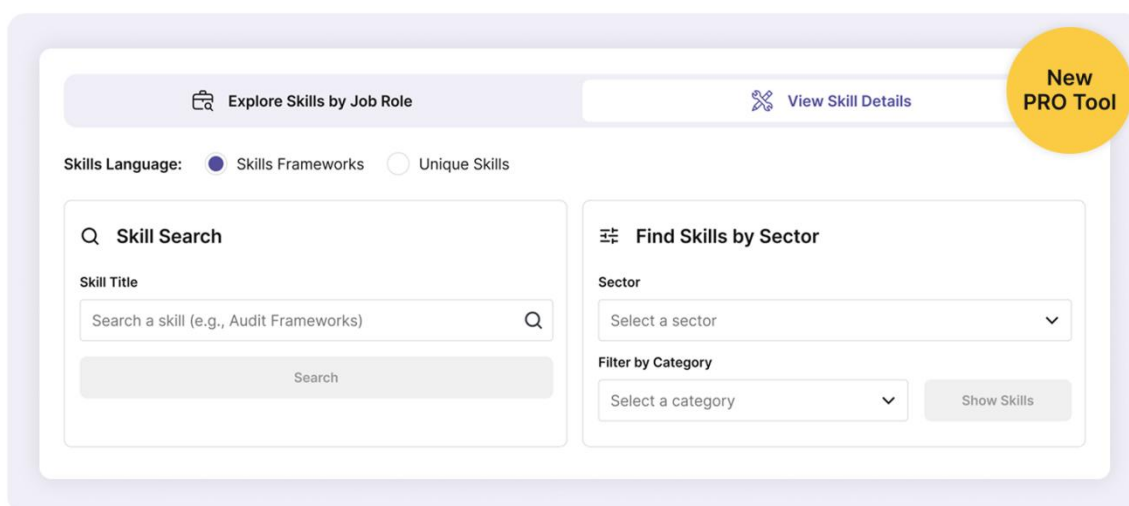 New
PRO Tool
Explore Skills by Job Role
View Skill Details
Skills Language:
Skills Frameworks
Unique Skills
Skill Search
Skill Title
Search a skill (e.g., Audit Frameworks)
Search
Find Skills by Sector
Sector
Select a sector
Filter by Category
Select a category
Show Skills